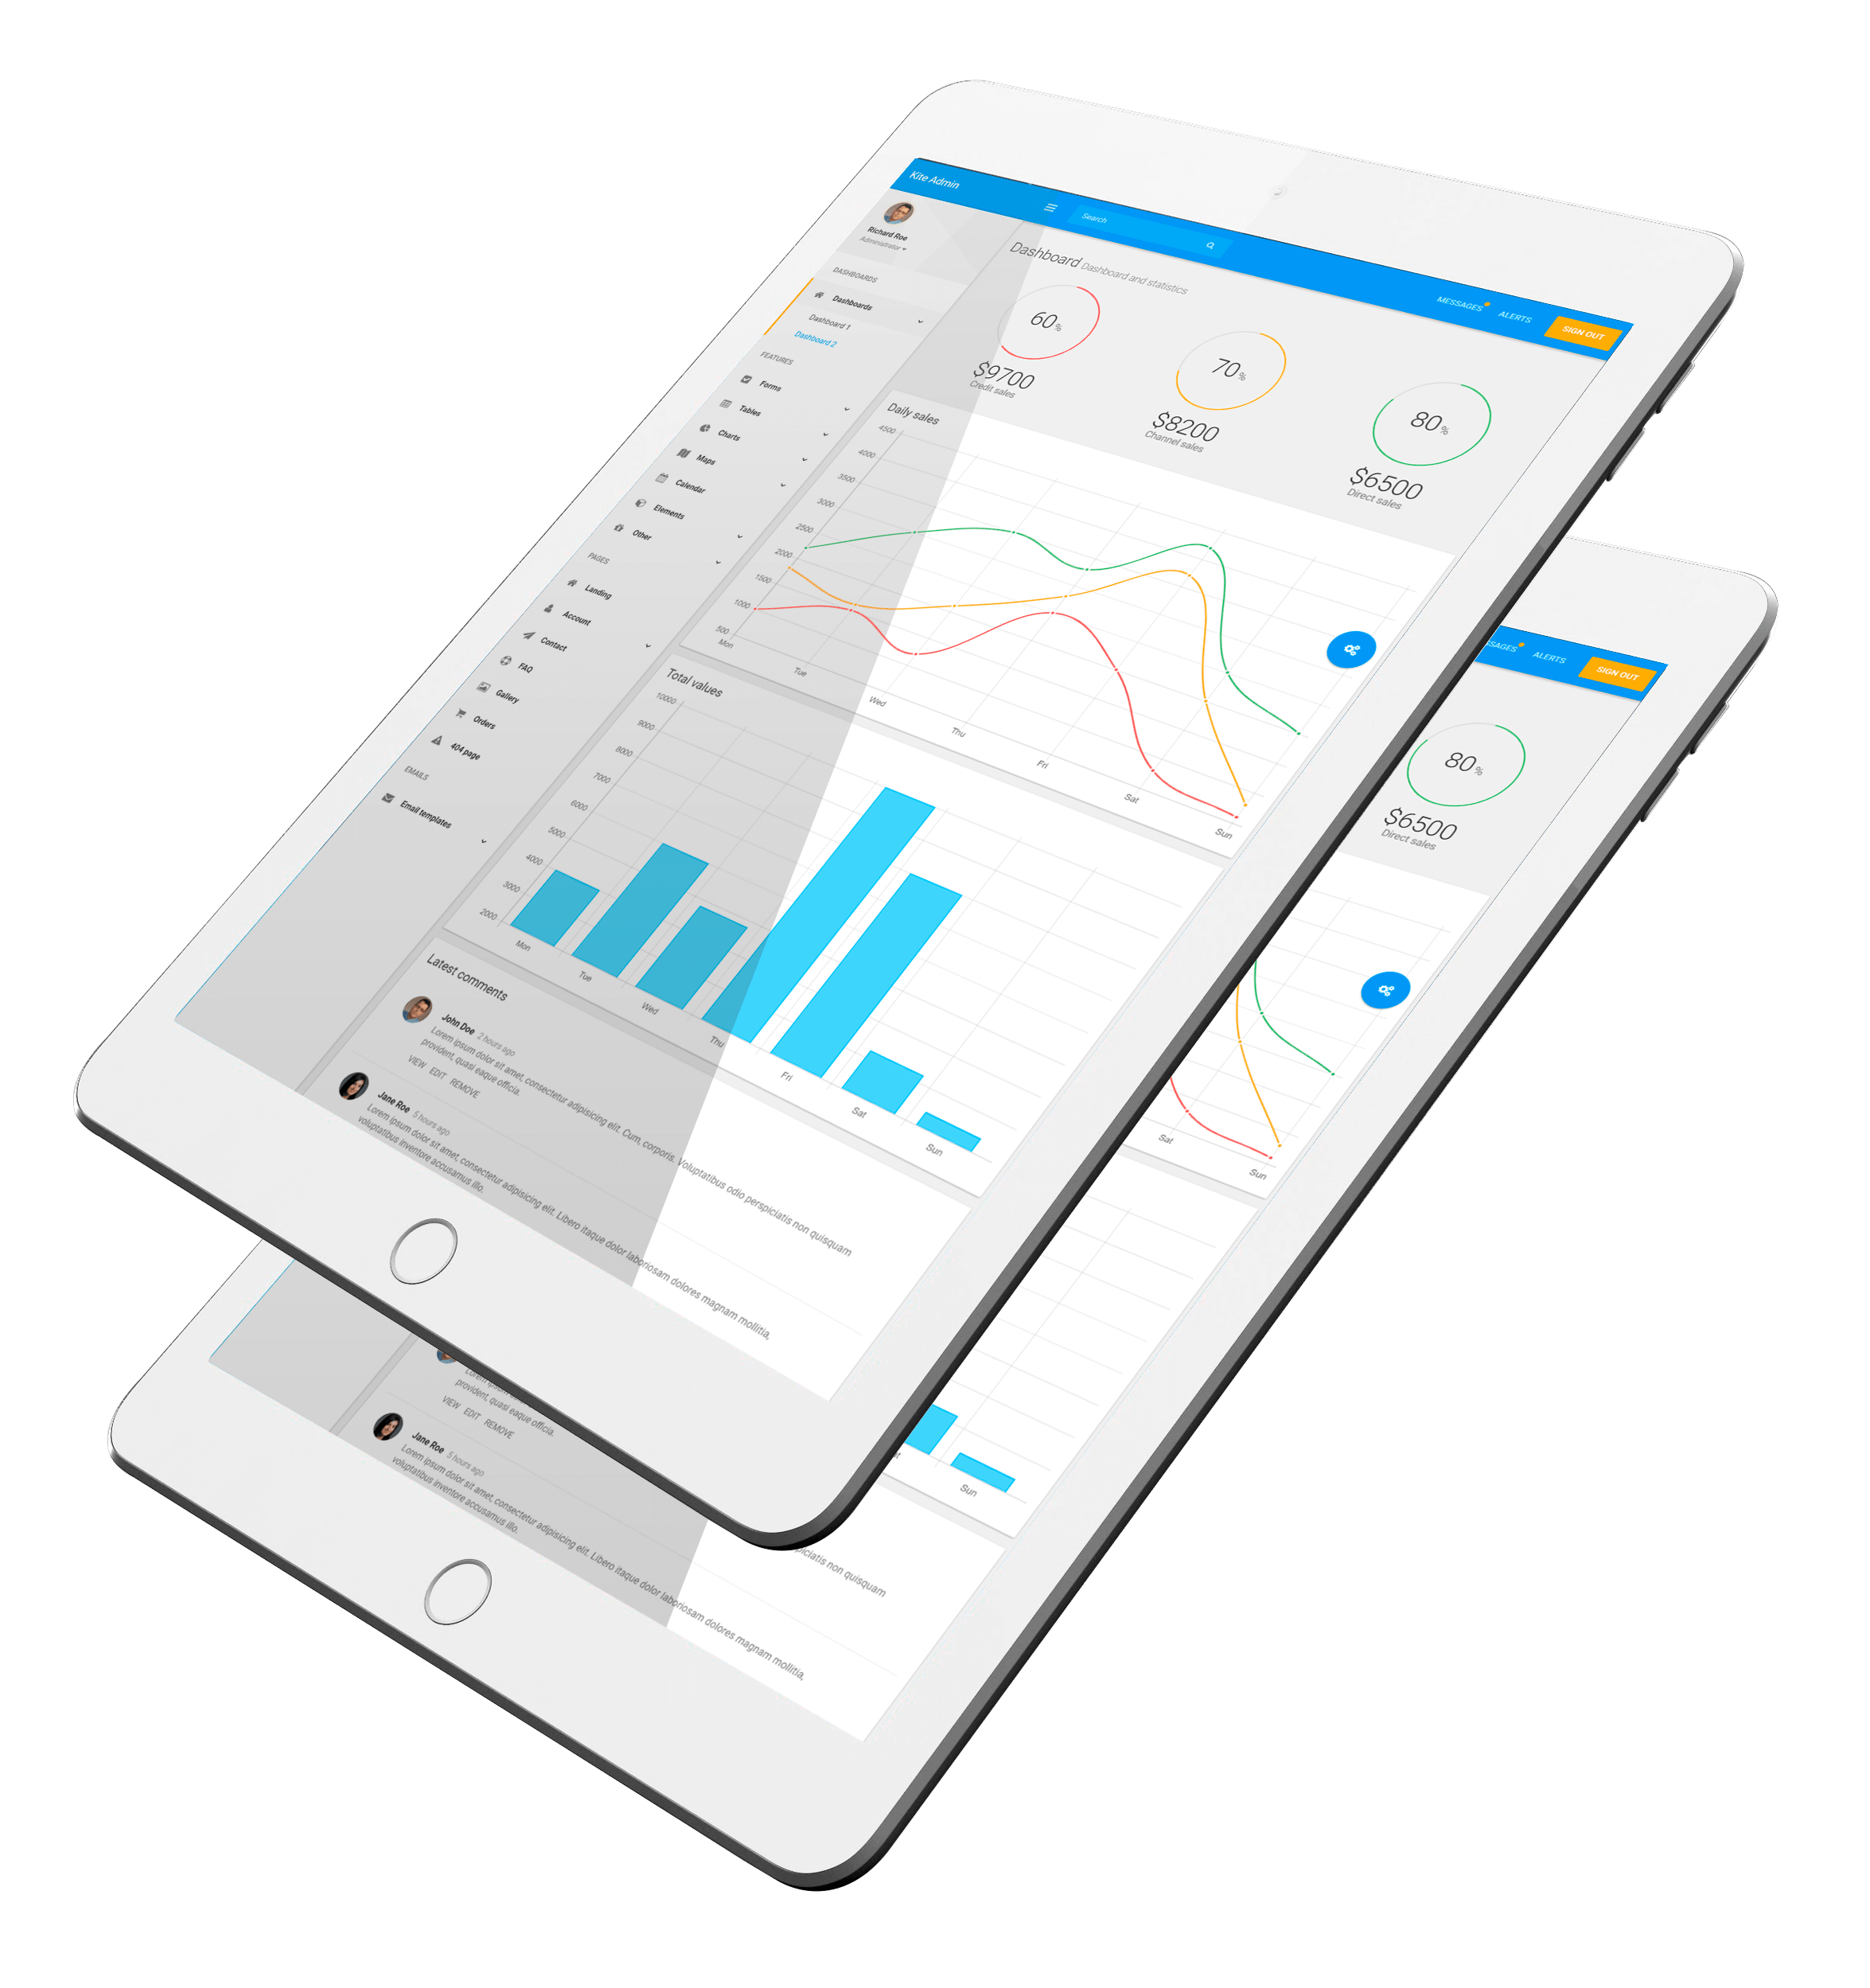 Kite Admin
Search
MESSAGES
ALERTS
SIGN OUT
Richard Roe
Administrator
DASHBOARDS
Dashboards
Dashboard 1
Dashboard 2
FEATURES
Forms
Tables
Charts
Maps
Calendar
Elements
Other
PAGES
Landing
Account
Contact
FAQ
Gallery
Orders
404 page
EMAILS
Email templates
Dashboard Dashboard and statistics
60%
$9700
Credit sales
70%
$8200
Channel sales
80%
$6500
Direct sales
Daily sales
4500
4000
3500
3000
2500
2000
1500
1000
500
Mon
Tue
Wed
Thu
Fri
Sat
Sun
Total values
10000
9000
8000
7000
6000
5000
4000
3000
2000
Mon
Tue
Wed
Thu
Fri
Sat
Sun
Latest comments
John Doe 2 hours ago
Lorem ipsum dolor sit amet, consectetur adipisicing elit. Cum, corporis. Voluptatibus odio perspiciatis non quisquam
provident, quasi eaque officia.
VIEW EDIT REMOVE
Jane Roe 5 hours ago
Lorem ipsum dolor sit amet, consectetur adipisicing elit. Libero itaque dolor laboriosam dolores magnam mollitia,
voluptatibus inventore accusamus illo.
SSAGES
ALERTS
SIGN OUT
80%
$6500
Direct sales
Sat
Sun
Sun
piciatis non quisquam
provident, quasi eaque officia.
VIEW EDIT REMOVE
Jane Roe 5 hours ago
Lorem ipsum dolor sit amet, consectetur adipisicing elit. Libero itaque dolor laboriosam dolores magnam mollitia,
voluptatibus inventore accusamus illo.